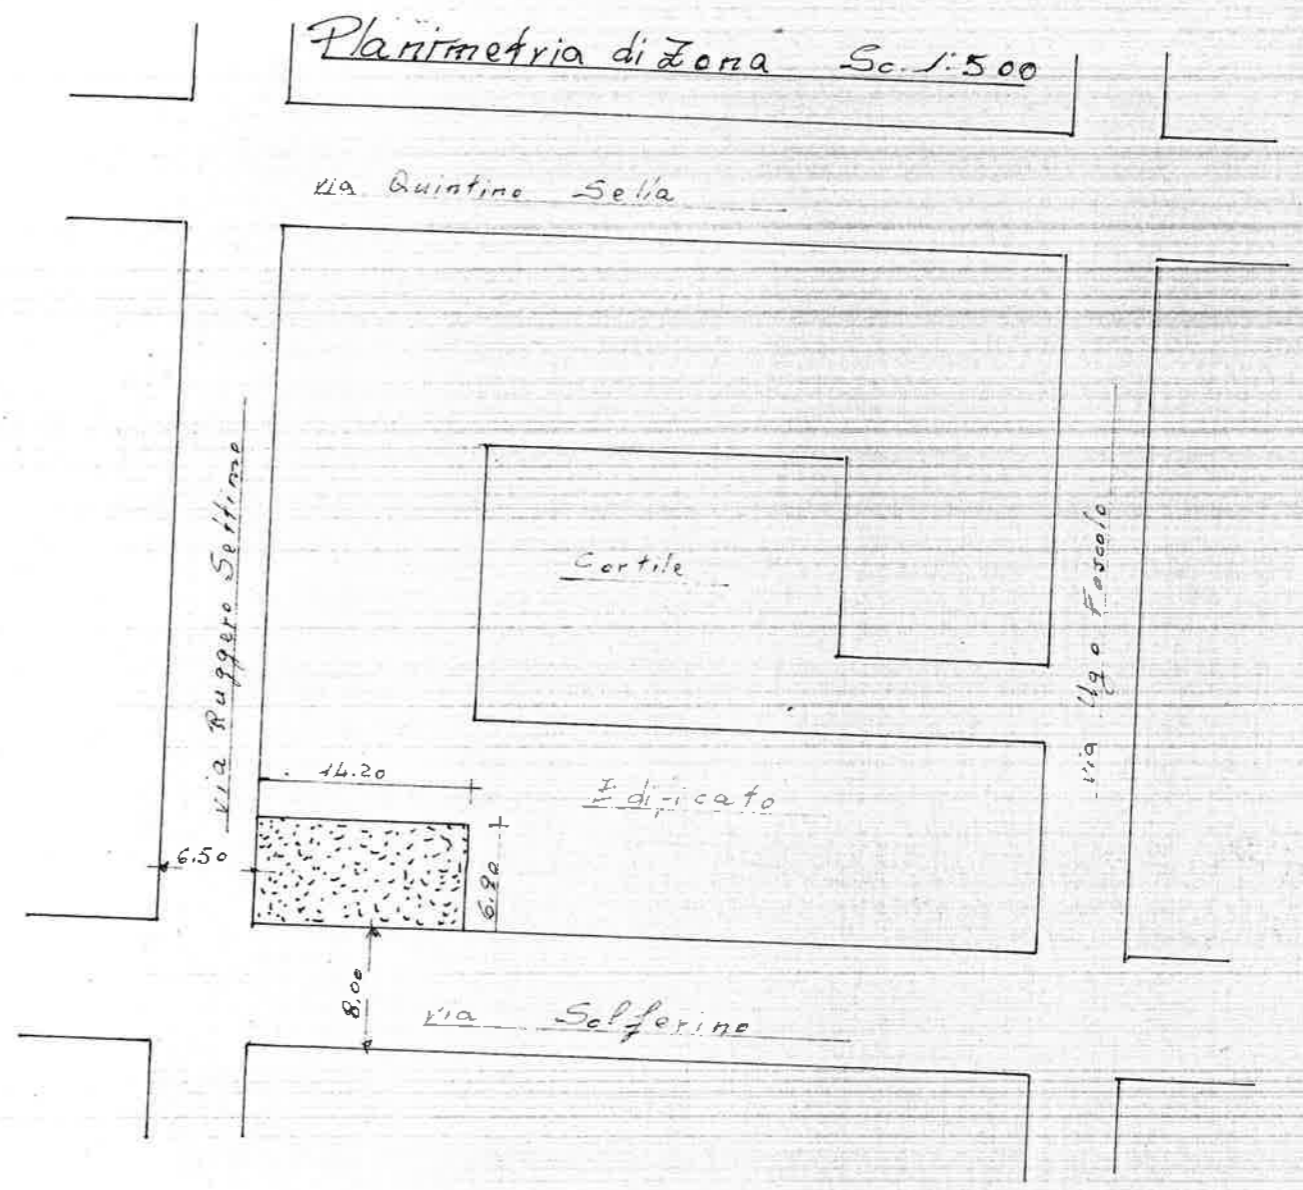 Planimetria di Zona Sc. 1:500
via Quintino Sella
via Ruggero Settimo
Cortile
via Ugo Foscolo
14.20
Edificato
6.50
6.90
8,00
via Solferino